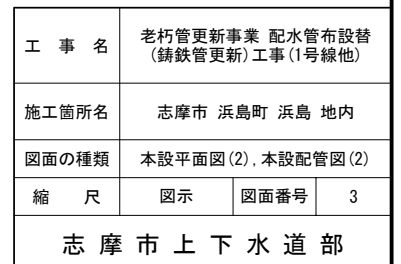 工 事 名 老朽管更新事業 配水管布設替
(鋳鉄管更新)工事(1号線他)
施工箇所名 志摩市 浜島町 浜島 地内
図面の種類 本設平面図(2),本設配管図(2)
縮 尺 図示 図面番号 3
志摩市上下水道部